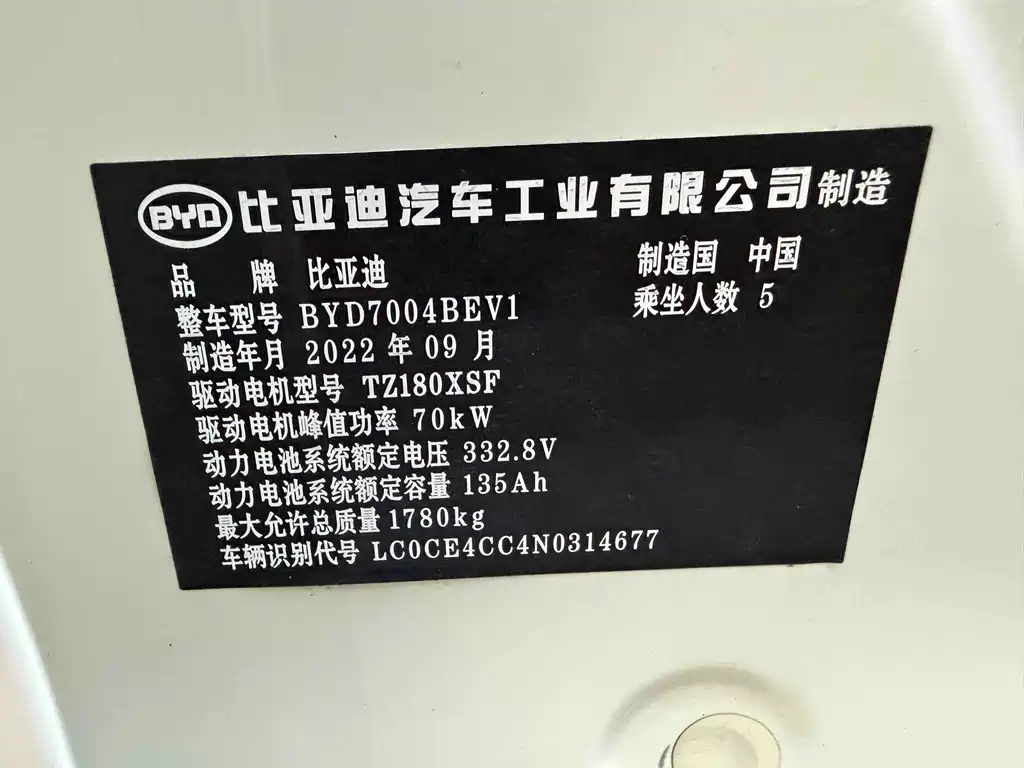 BYD 比亚迪汽车工业有限公司制造
品牌 比亚迪 制造国 中国
整车型号 BYD7004BEV1 乘坐人数 5
制造年月 2022 年 09 月
驱动电机型号 TZ180XSF
驱动电机峰值功率 70kW
动力电池系统额定电压 332.8V
动力电池系统额定容量 135Ah
最大允许总质量 1780kg
车辆识别代号 LC0CE4CC4N0314677